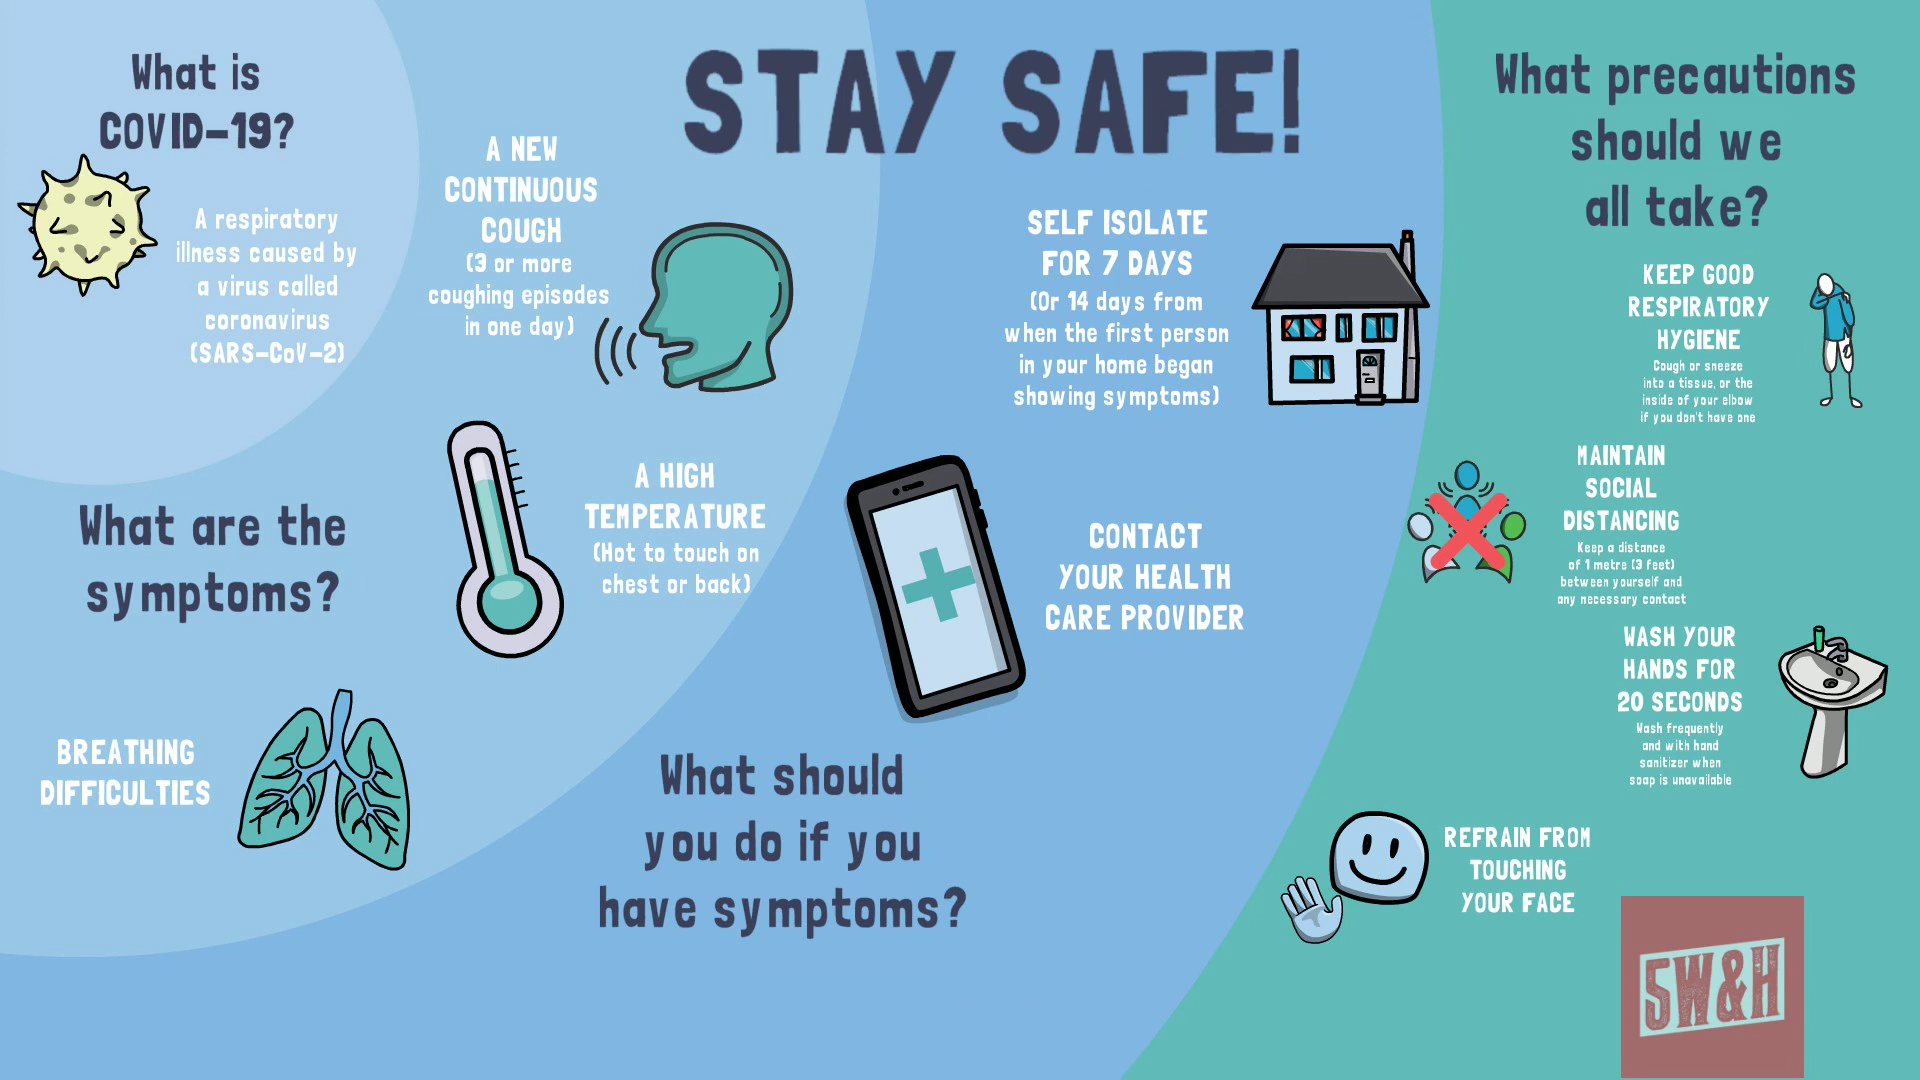 STAY SAFE!
What is
COVID-19?
A respiratory
illness caused by
a virus called
coronavirus
(SARS-CoV-2)
What are the
symptoms?
A NEW
CONTINUOUS
COUGH
(3 or more
coughing episodes
in one day)
A HIGH
TEMPERATURE
(Hot to touch on
chest or back)
BREATHING
DIFFICULTIES
What should
you do if you
have symptoms?
SELF ISOLATE
FOR 7 DAYS
(Or 14 days from
when the first person
in your home began
showing symptoms)
CONTACT
YOUR HEALTH
CARE PROVIDER
What precautions
should we
all take?
KEEP GOOD
RESPIRATORY
HYGIENE
Cough or sneeze
into a tissue, or the
inside of your elbow
if you don't have one
MAINTAIN
SOCIAL
DISTANCING
Keep a distance
of 1 metre (3 feet)
between yourself and
any necessary contact
WASH YOUR
HANDS FOR
20 SECONDS
Wash frequently
and with hand
sanitizer when
soap is unavailable
REFRAIN FROM
TOUCHING
YOUR FACE
5W&H